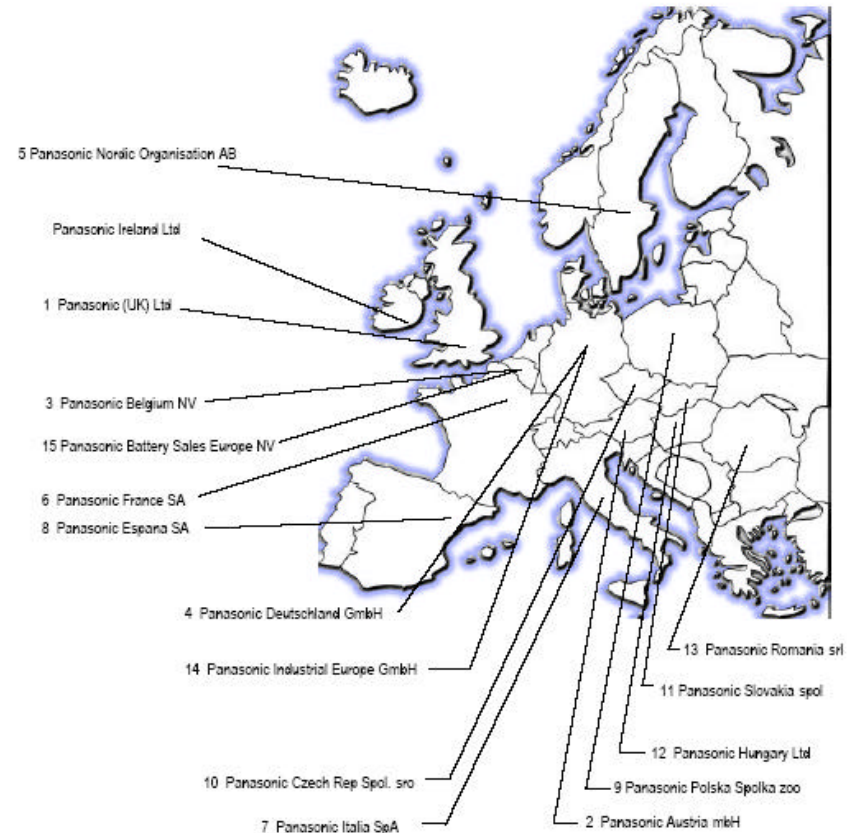 5 Panasonic Nordic Organisation AB
Panasonic Ireland Ltd
1 Panasonic (UK) Ltd
3 Panasonic Belgium NV
15 Panasonic Battery Sales Europe NV
6 Panasonic France SA
8 Panasonic Espana SA
4 Panasonic Deutschland GmbH
14 Panasonic Industrial Europe GmbH
13 Panasonic Romania srl
11 Panasonic Slovakia spol
12 Panasonic Hungary Ltd
10 Panasonic Czech Rep Spol. sro
9 Panasonic Polska Spolka zoo
7 Panasonic Italia SpA
2 Panasonic Austria mbH